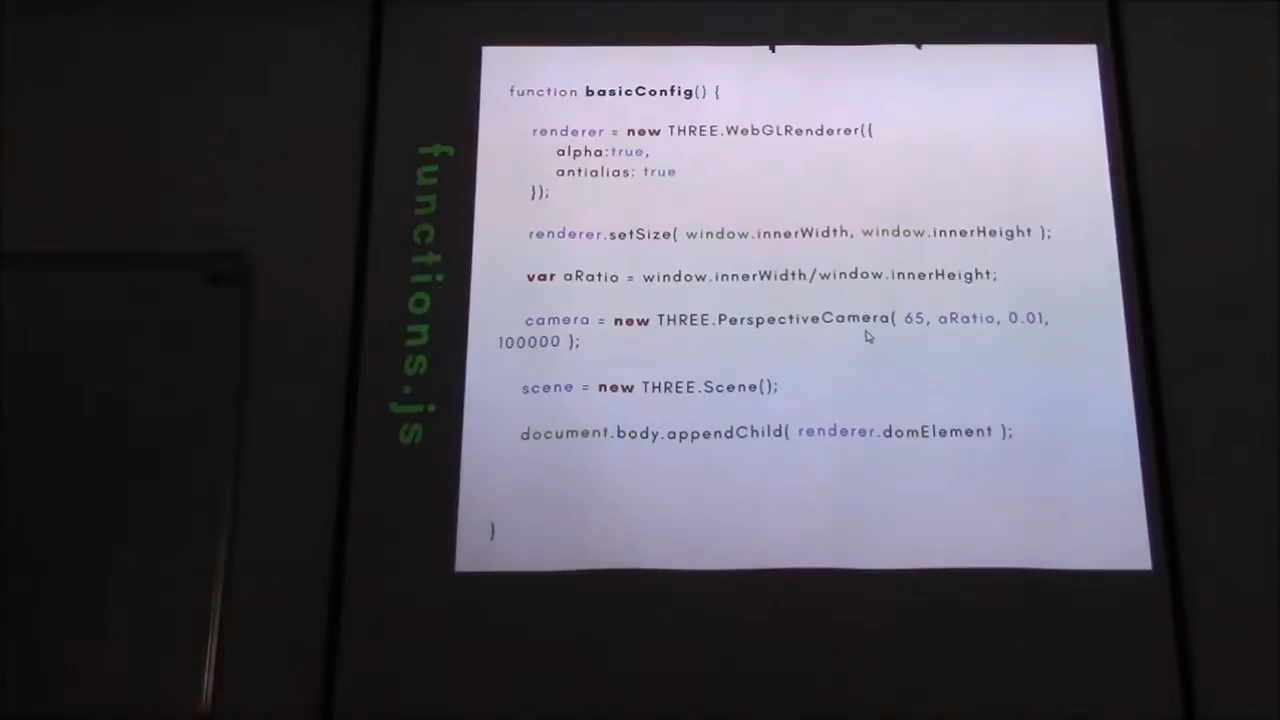 functions.js
function basicConfig() {
renderer = new THREE.WebGLRenderer({
alpha:true,
antialias: true
});
renderer.setSize( window.innerWidth, window.innerHeight );
var aRatio = window.innerWidth/window.innerHeight;
camera = new THREE.PerspectiveCamera( 65, aRatio, 0.01,
100000 );
scene = new THREE.Scene();
document.body.appendChild( renderer.domElement );
}